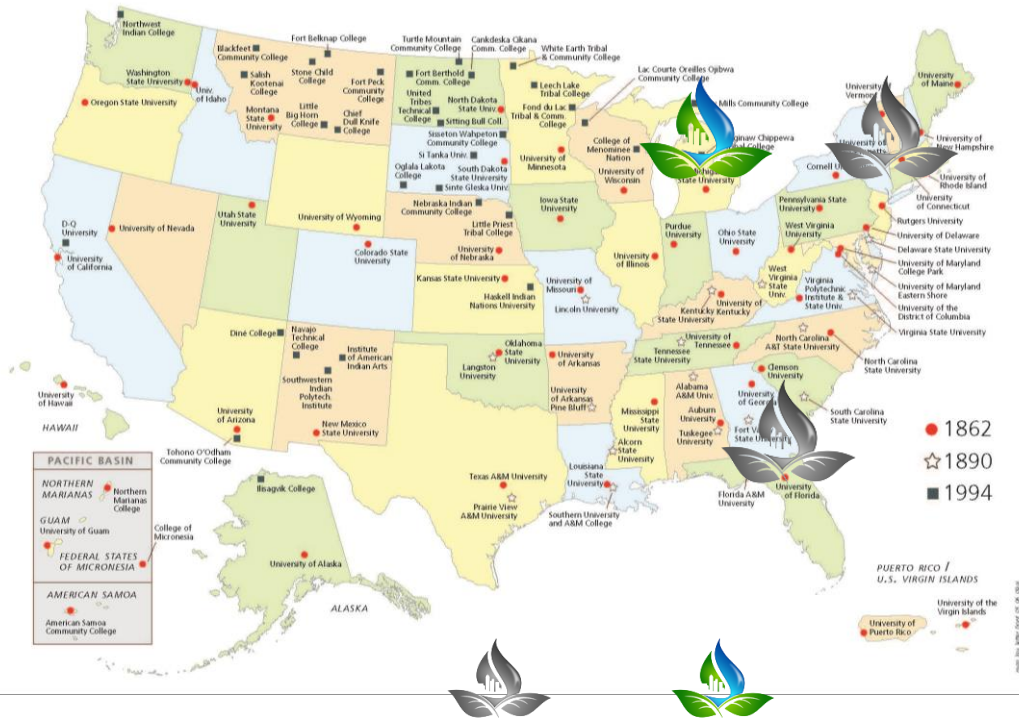 Northwest
Indian College
Washington
State University
Univ.
of Idaho
Oregon State University
Blackfeet
Community College
Fort Belknap College
Salish
Kootenai
College
Stone Child
College
Fort Peck
Community
College
Montana
State
University
Little
Big Horn
College
Chief
Dull Knife
College
Turtle Mountain
Community College
Cankdeska Cikana
Comm. College
Fort Berthold
Comm. College
United
Tribes
Technical
College
North Dakota
State Univ.
Sitting Bull Coll.
White Earth Tribal
& Community College
Leech Lake
Tribal College
Fond du Lac
Tribal & Comm.
College
Lac Courte Oreilles Ojibwa
Community College
Mills Community College
Chippewa
College
Sisseton Wahpeton
Community College
Si Tanka Univ.
Oglala Lakota
College
South Dakota
State University
Sinte Gleska Univ.
University of
Minnesota
College of
Menominee
Nation
University of
Wisconsin
State University
University
of Maine
University
Vermont
University of
New Hampshire
University of
Rhode Island
University
of Connecticut
Cornell
Pennsylvania State
University
Rutgers University
University of Delaware
Delaware State University
University of Maryland
College Park
University of Maryland
Eastern Shore
University of the
District of Columbia
Virginia State University
D-Q
University
University
of California
University of Nevada
Utah State
University
University of Wyoming
Colorado State
University
Nebraska Indian
Community College
Little Priest
Tribal College
University
of Nebraska
Iowa State
University
Kansas State University
Haskell Indian
Nations University
University of
Missouri
Lincoln University
University
of Illinois
Purdue
University
Ohio State
University
West Virginia
University
West
Virginia
State
Univ.
Virginia
Polytechnic
Institute &
State Univ.
University of
Kentucky
Kentucky
State University
University of
Tennessee
Tennessee
State University
North Carolina
A&T State University
North Carolina
State University
Clemson
University
South Carolina
State University
University
of Georgia
Fort
State University
Diné College
Navajo
Technical
College
Institute
of American
Indian Arts
Southwestern
Indian
Polytech.
Institute
New Mexico
State University
University
of Arizona
Tohono O'Odham
Community College
Oklahoma
State
University
Langston
University
University
of Arkansas
University
of Arkansas
Pine Bluff
Alabama
A&M Univ.
Auburn
University
Tuskegee
University
Mississippi
State
University
Alcorn
State
University
Louisiana
State
University
Southern University
and A&M College
Texas A&M University
Prairie View
A&M University
Florida A&M
University
University
of Florida
University
of Hawaii
HAWAII
PACIFIC BASIN
NORTHERN
MARIANAS
Northern
Marianas
College
GUAM
University of Guam
College of
Micronesia
FEDERAL STATES
OF MICRONESIA
AMERICAN SAMOA
American Samoa
Community College
Ilisagvik College
University of Alaska
ALASKA
1862
1890
1994
PUERTO RICO /
U.S. VIRGIN ISLANDS
University of the
Virgin Islands
University of
Puerto Rico